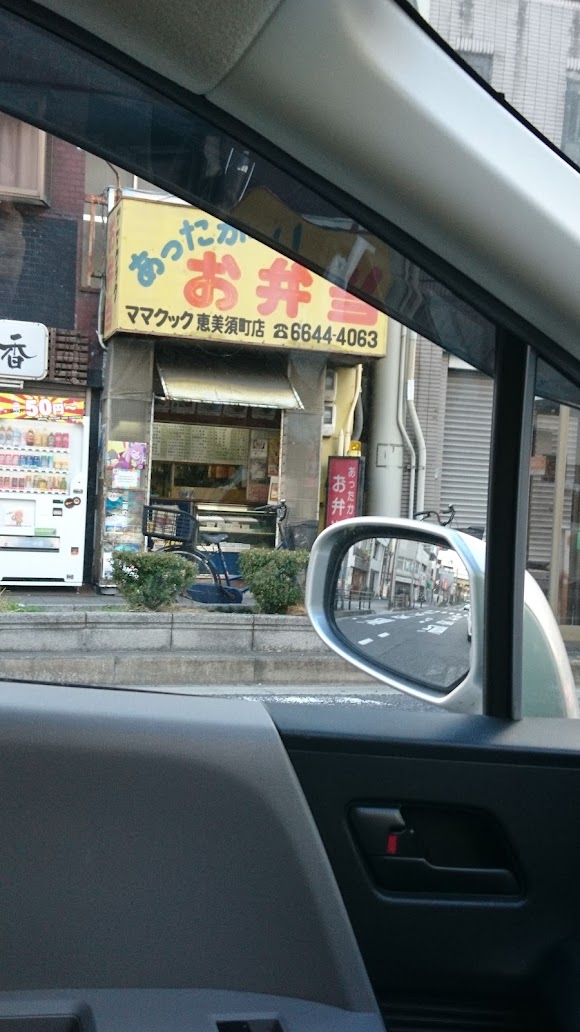 あったか
お弁当
ママクック 恵美須町店 ☎6644-4063
香
50円〜
あったか
お弁